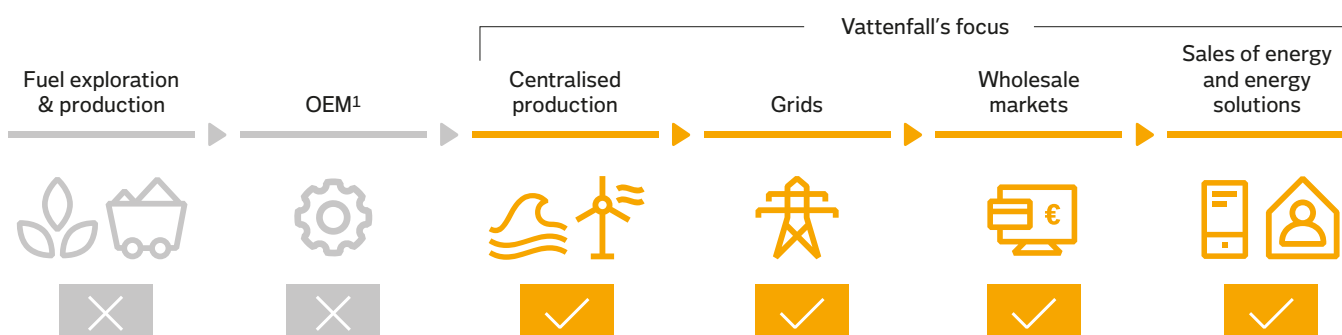 Vattenfall's focus
Fuel exploration
& production
OEM1
Centralised
production
Grids
Wholesale
markets
Sales of energy
and energy
solutions
€